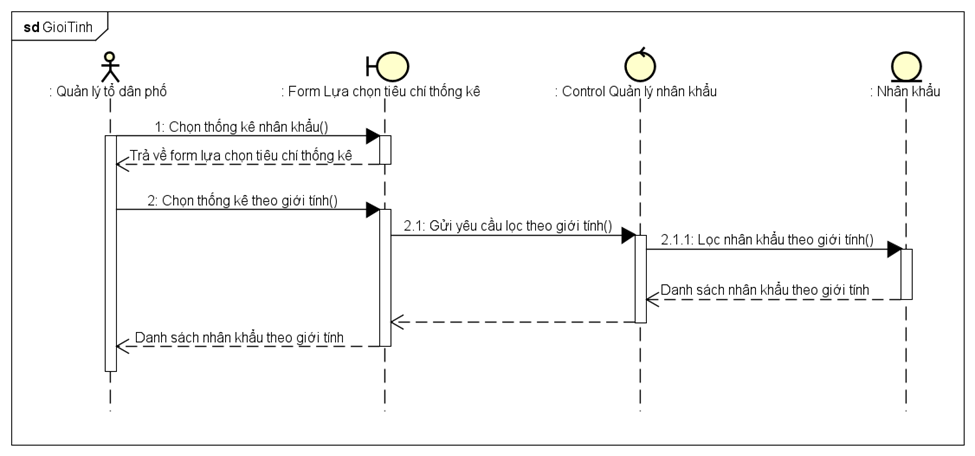 sd GioiTinh
: Quản lý tổ dân phố
: Form Lựa chọn tiêu chí thống kê
: Control Quản lý nhân khẩu
: Nhân khẩu
1: Chọn thống kê nhân khẩu()
Trả về form lựa chọn tiêu chí thống kê
2: Chọn thống kê theo giới tính()
2.1: Gửi yêu cầu lọc theo giới tính()
2.1.1: Lọc nhân khẩu theo giới tính()
Danh sách nhân khẩu theo giới tính
Danh sách nhân khẩu theo giới tính